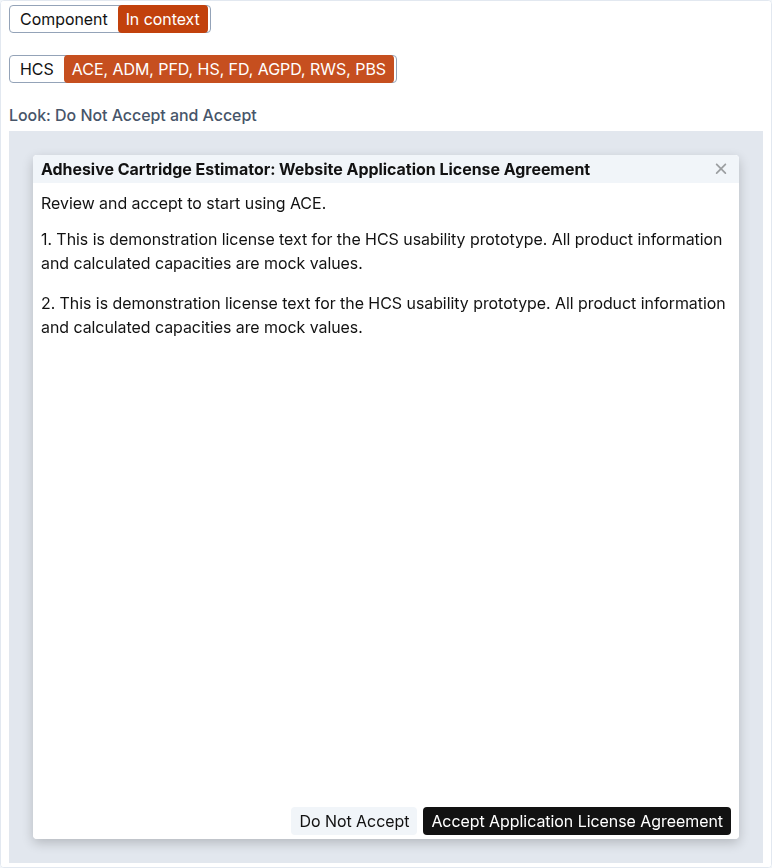 Component In context
HCS ACE, ADM, PFD, HS, FD, AGPD, RWS, PBS
Look: Do Not Accept and Accept
Adhesive Cartridge Estimator: Website Application License Agreement
Review and accept to start using ACE.
1. This is demonstration license text for the HCS usability prototype. All product information
and calculated capacities are mock values.
2. This is demonstration license text for the HCS usability prototype. All product information
and calculated capacities are mock values.
Do Not Accept Accept Application License Agreement